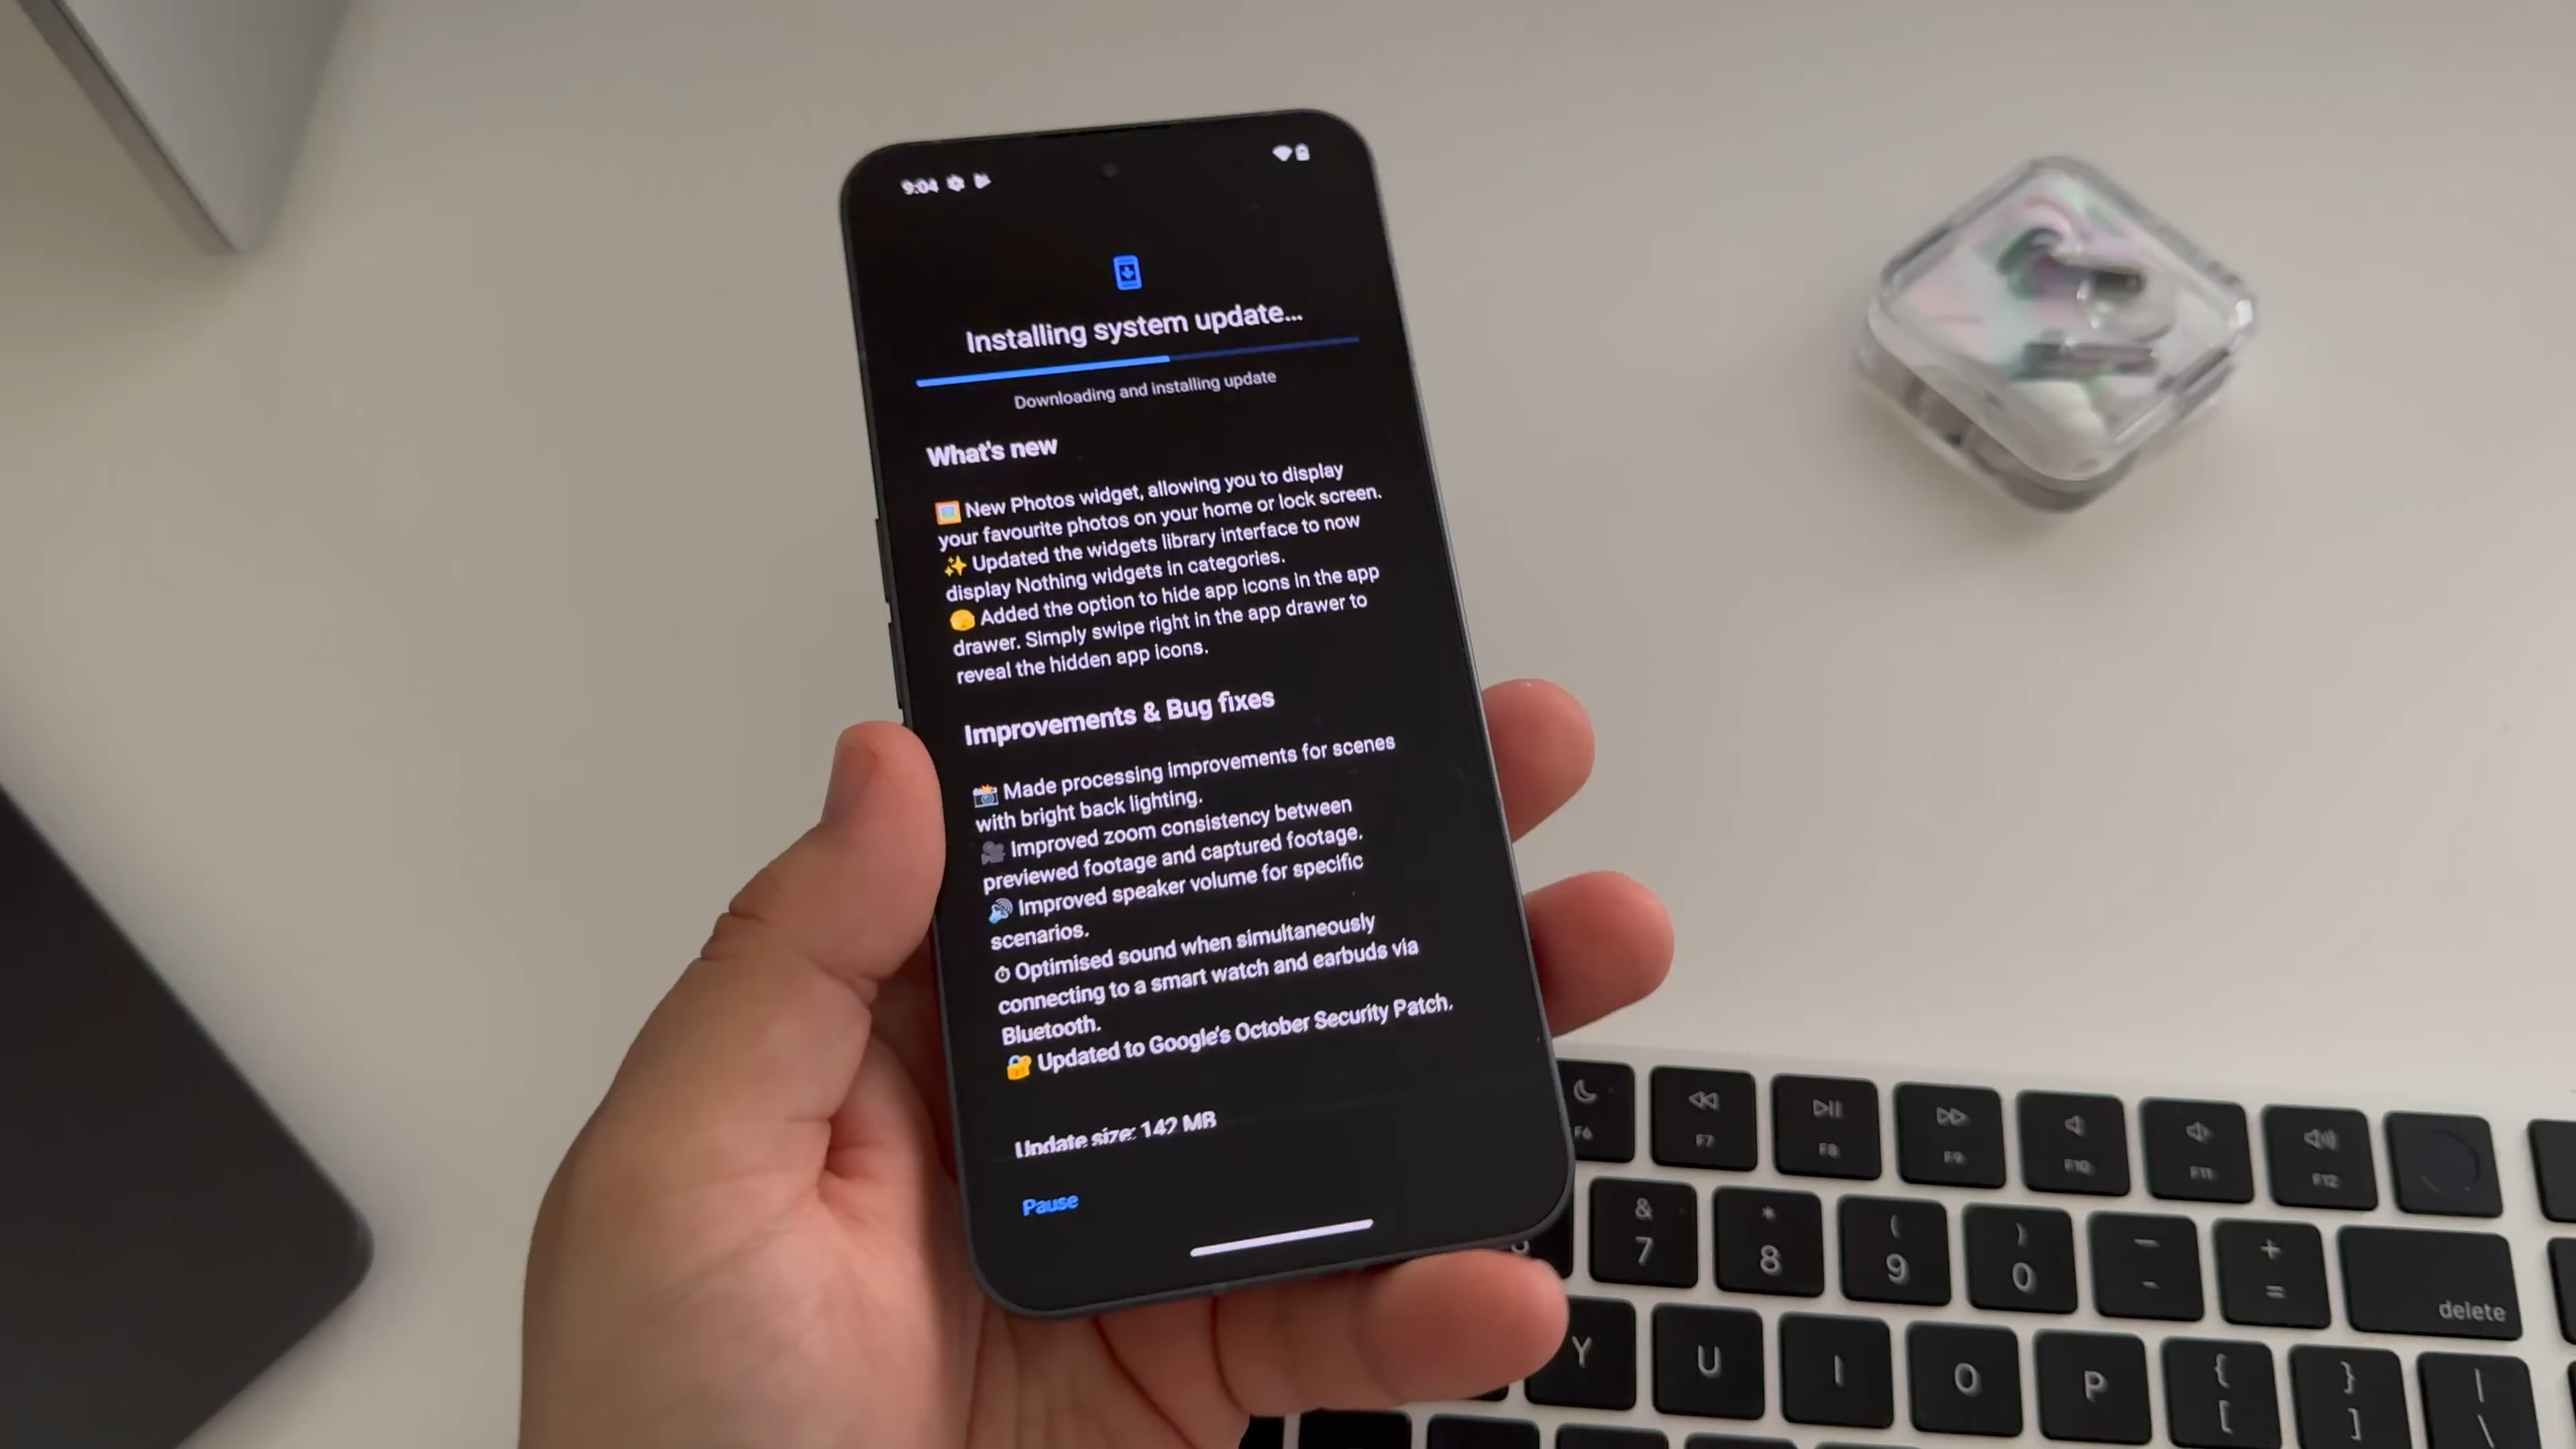 9:04
Installing system update...
Downloading and installing update
What's new
🖼️ New Photos widget, allowing you to display
your favourite photos on your home or lock screen.
✨ Updated the widgets library interface to now
display Nothing widgets in categories.
🫣 Added the option to hide app icons in the app
drawer. Simply swipe right in the app drawer to
reveal the hidden app icons.
Improvements & Bug fixes
📸 Made processing improvements for scenes
with bright back lighting.
🎥 Improved zoom consistency between
previewed footage and captured footage.
🔊 Improved speaker volume for specific
scenarios.
⏱ Optimised sound when simultaneously
connecting to a smart watch and earbuds via
Bluetooth.
🔐 Updated to Google's October Security Patch.
Update size: 142 MB
Pause
F6 F7 F8 F9 F10 F11 F12
& * ( ) — +
7 8 9 0 - =
delete
Y U I O P { } |
[ ] \